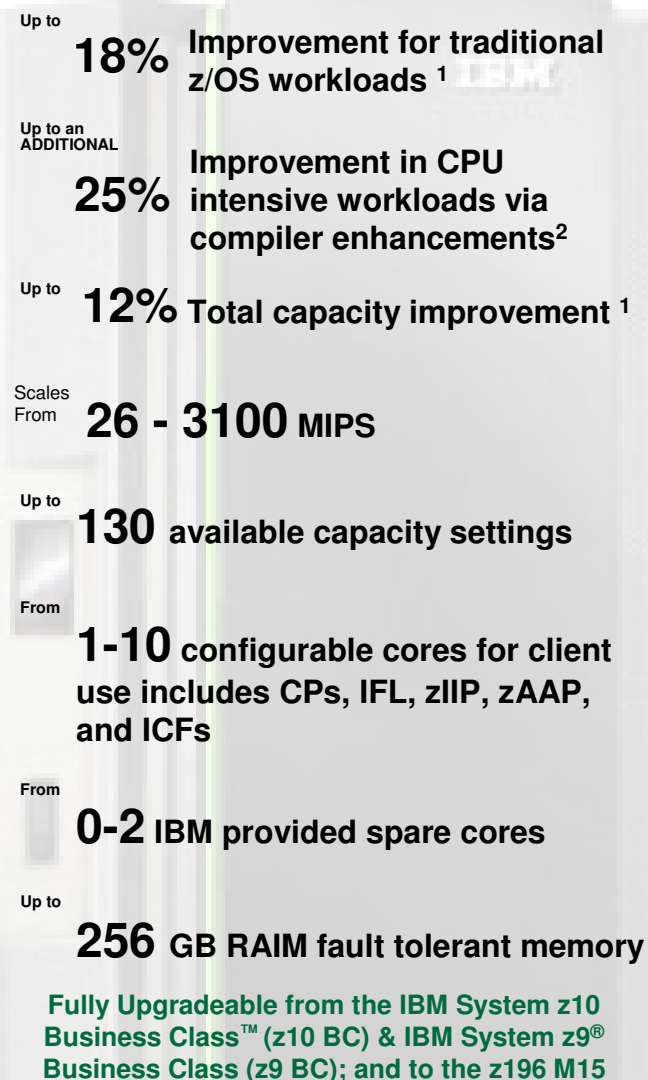 Up to
18% Improvement for traditional
z/OS workloads 1
IBM
Up to an
ADDITIONAL
25% Improvement in CPU
intensive workloads via
compiler enhancements2
Up to
12% Total capacity improvement 1
Scales
From
26 - 3100 MIPS
Up to
130 available capacity settings
From
1-10 configurable cores for client
use includes CPs, IFL, zIIP, zAAP,
and ICFs
From
0-2 IBM provided spare cores
Up to
256 GB RAIM fault tolerant memory
Fully Upgradeable from the IBM System z10
Business Class™ (z10 BC) & IBM System z9®
Business Class (z9 BC); and to the z196 M15